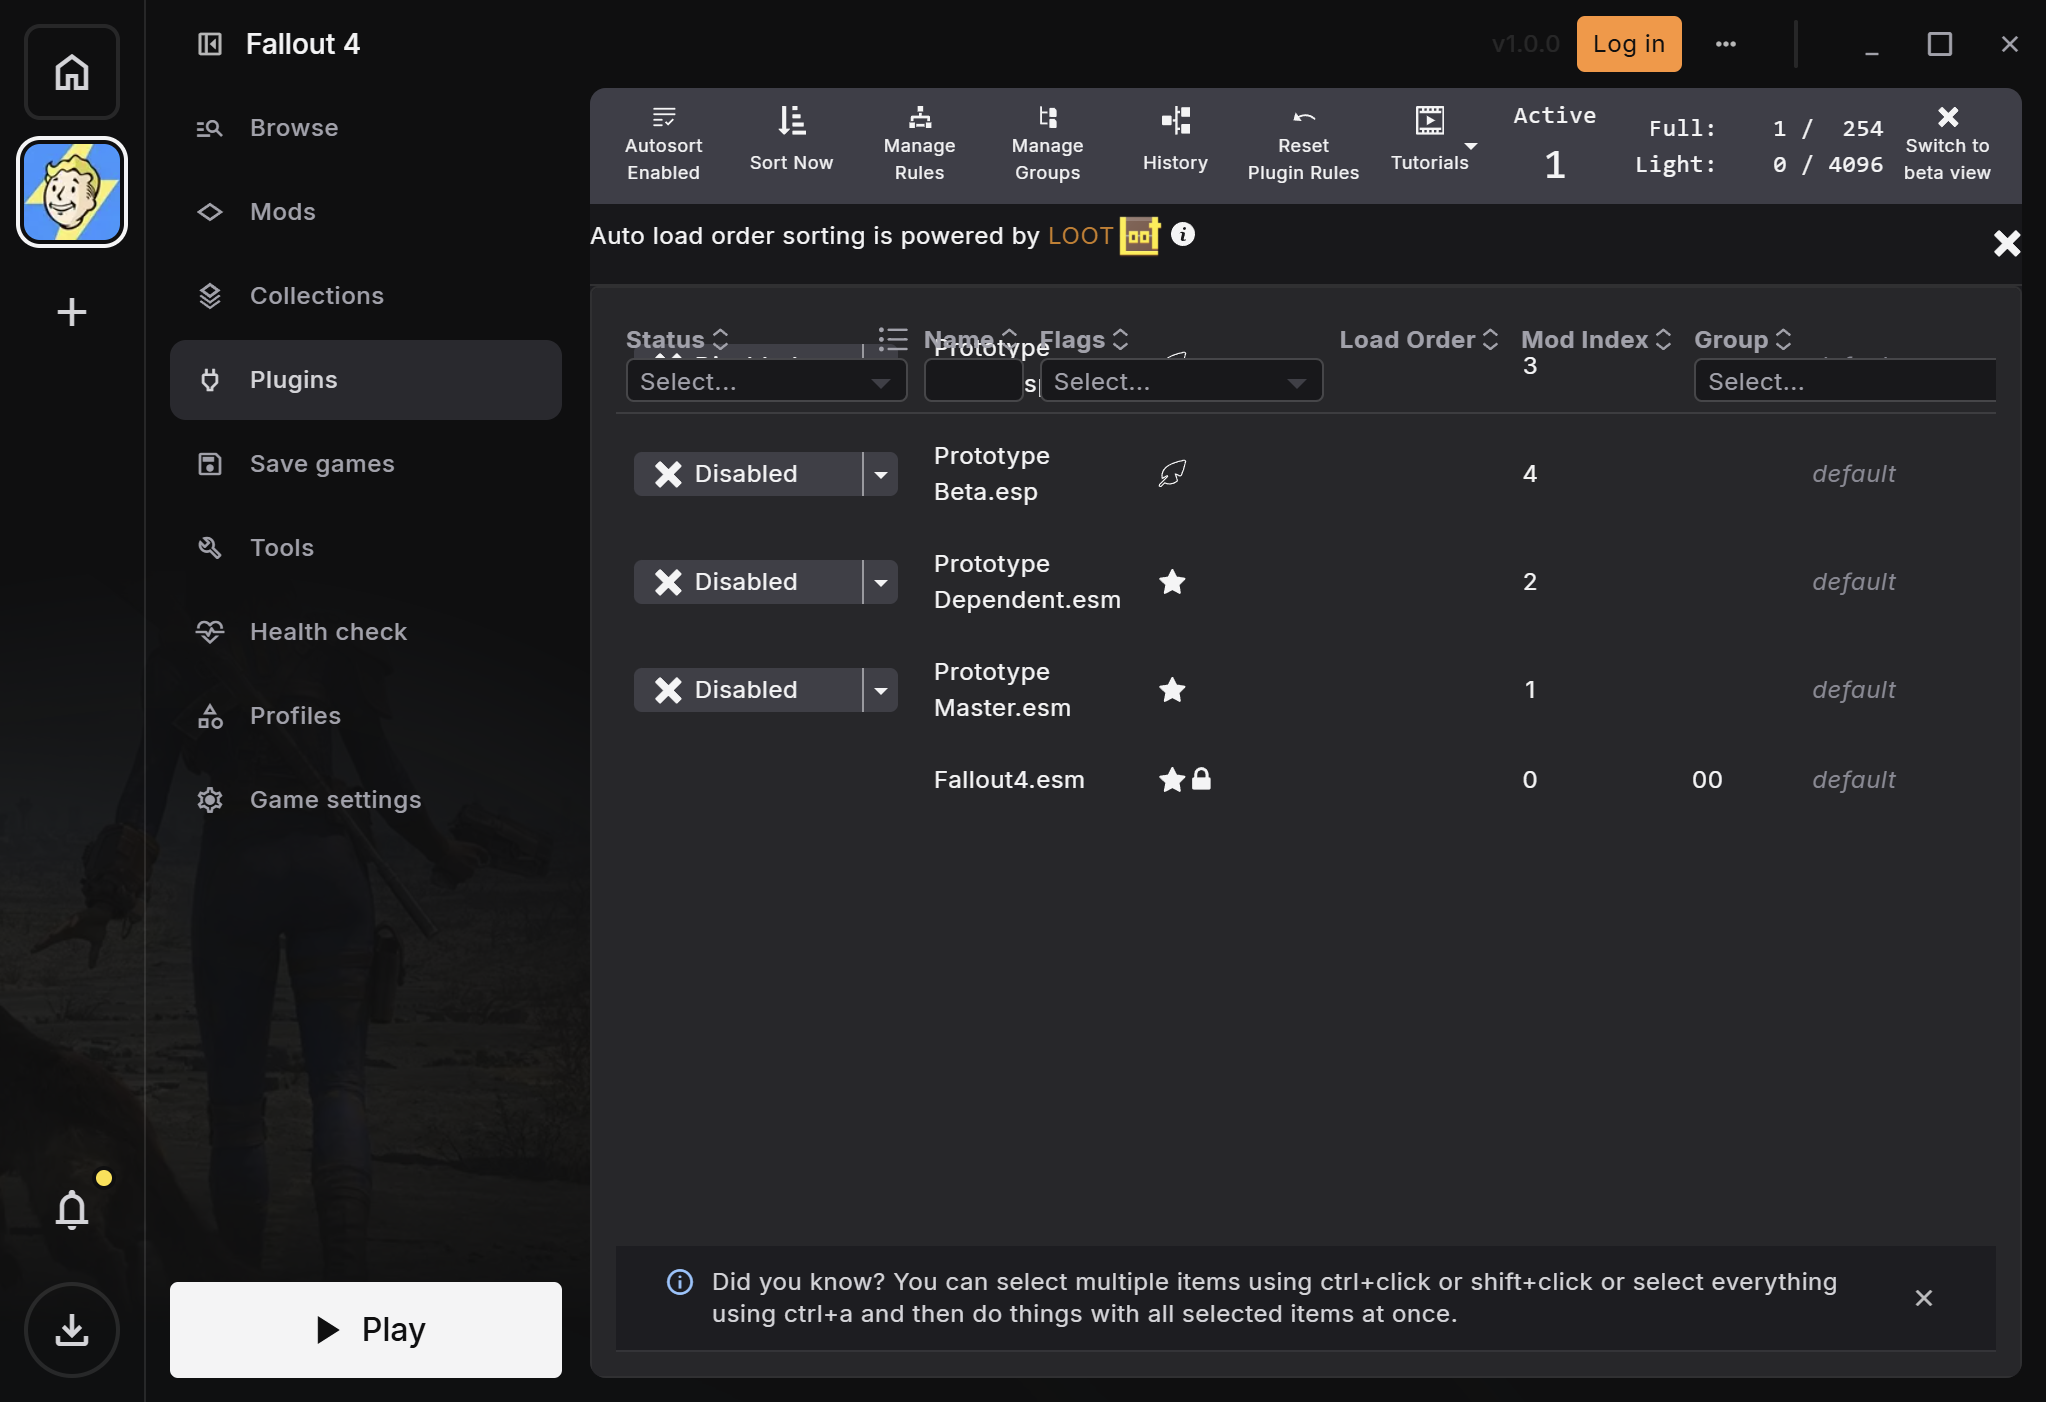 Fallout 4
v1.0.0
Log in
Browse
Mods
Collections
Plugins
Save games
Tools
Health check
Profiles
Game settings
Play
Autosort
Enabled
Sort Now
Manage
Rules
Manage
Groups
History
Reset
Plugin Rules
Tutorials
Active
1
Full: 1 / 254
Light: 0 / 4096
Switch to
beta view
Auto load order sorting is powered by LOOT
Status Name Flags Load Order Mod Index Group
Prototype
3
Select... Select... Select...
Disabled Prototype Beta.esp 4 default
Disabled Prototype Dependent.esm 2 default
Disabled Prototype Master.esm 1 default
Fallout4.esm 0 00 default
Did you know? You can select multiple items using ctrl+click or shift+click or select everything
using ctrl+a and then do things with all selected items at once.